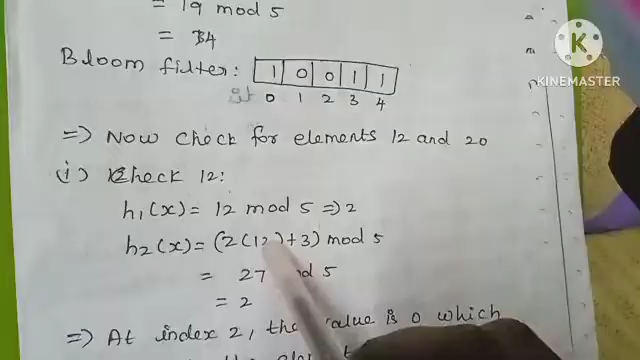 = 19 mod 5
= 4
Bloom filter: 1 0 0 1 1
0 1 2 3 4
=> Now check for elements 12 and 20
(i) Check 12:
h1(x) = 12 mod 5 => 2
h2(x) = (2(12)+3) mod 5
= 27 mod 5
= 2
=> At index 2, the value is 0 which
KINEMASTER